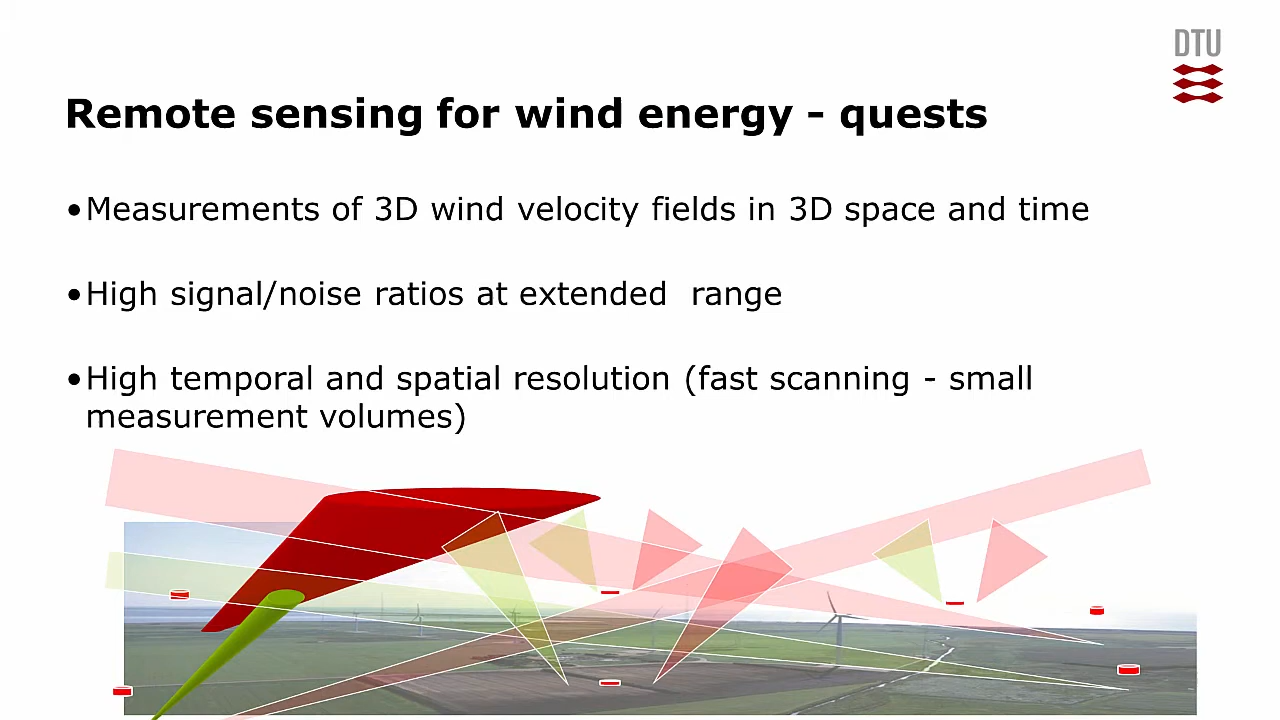 DTU
Remote sensing for wind energy - quests
•Measurements of 3D wind velocity fields in 3D space and time
•High signal/noise ratios at extended  range
•High temporal and spatial resolution (fast scanning - small
measurement volumes)